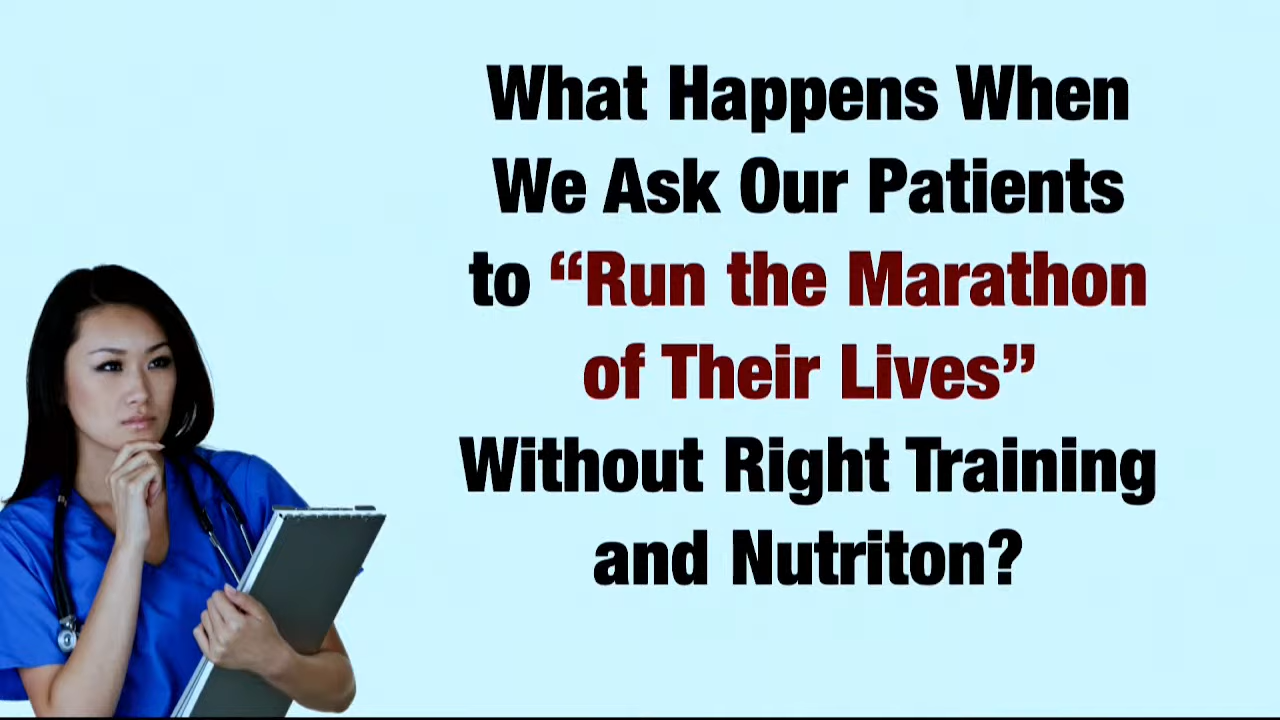 What Happens When
We Ask Our Patients
to “Run the Marathon
of Their Lives”
Without Right Training
and Nutriton?